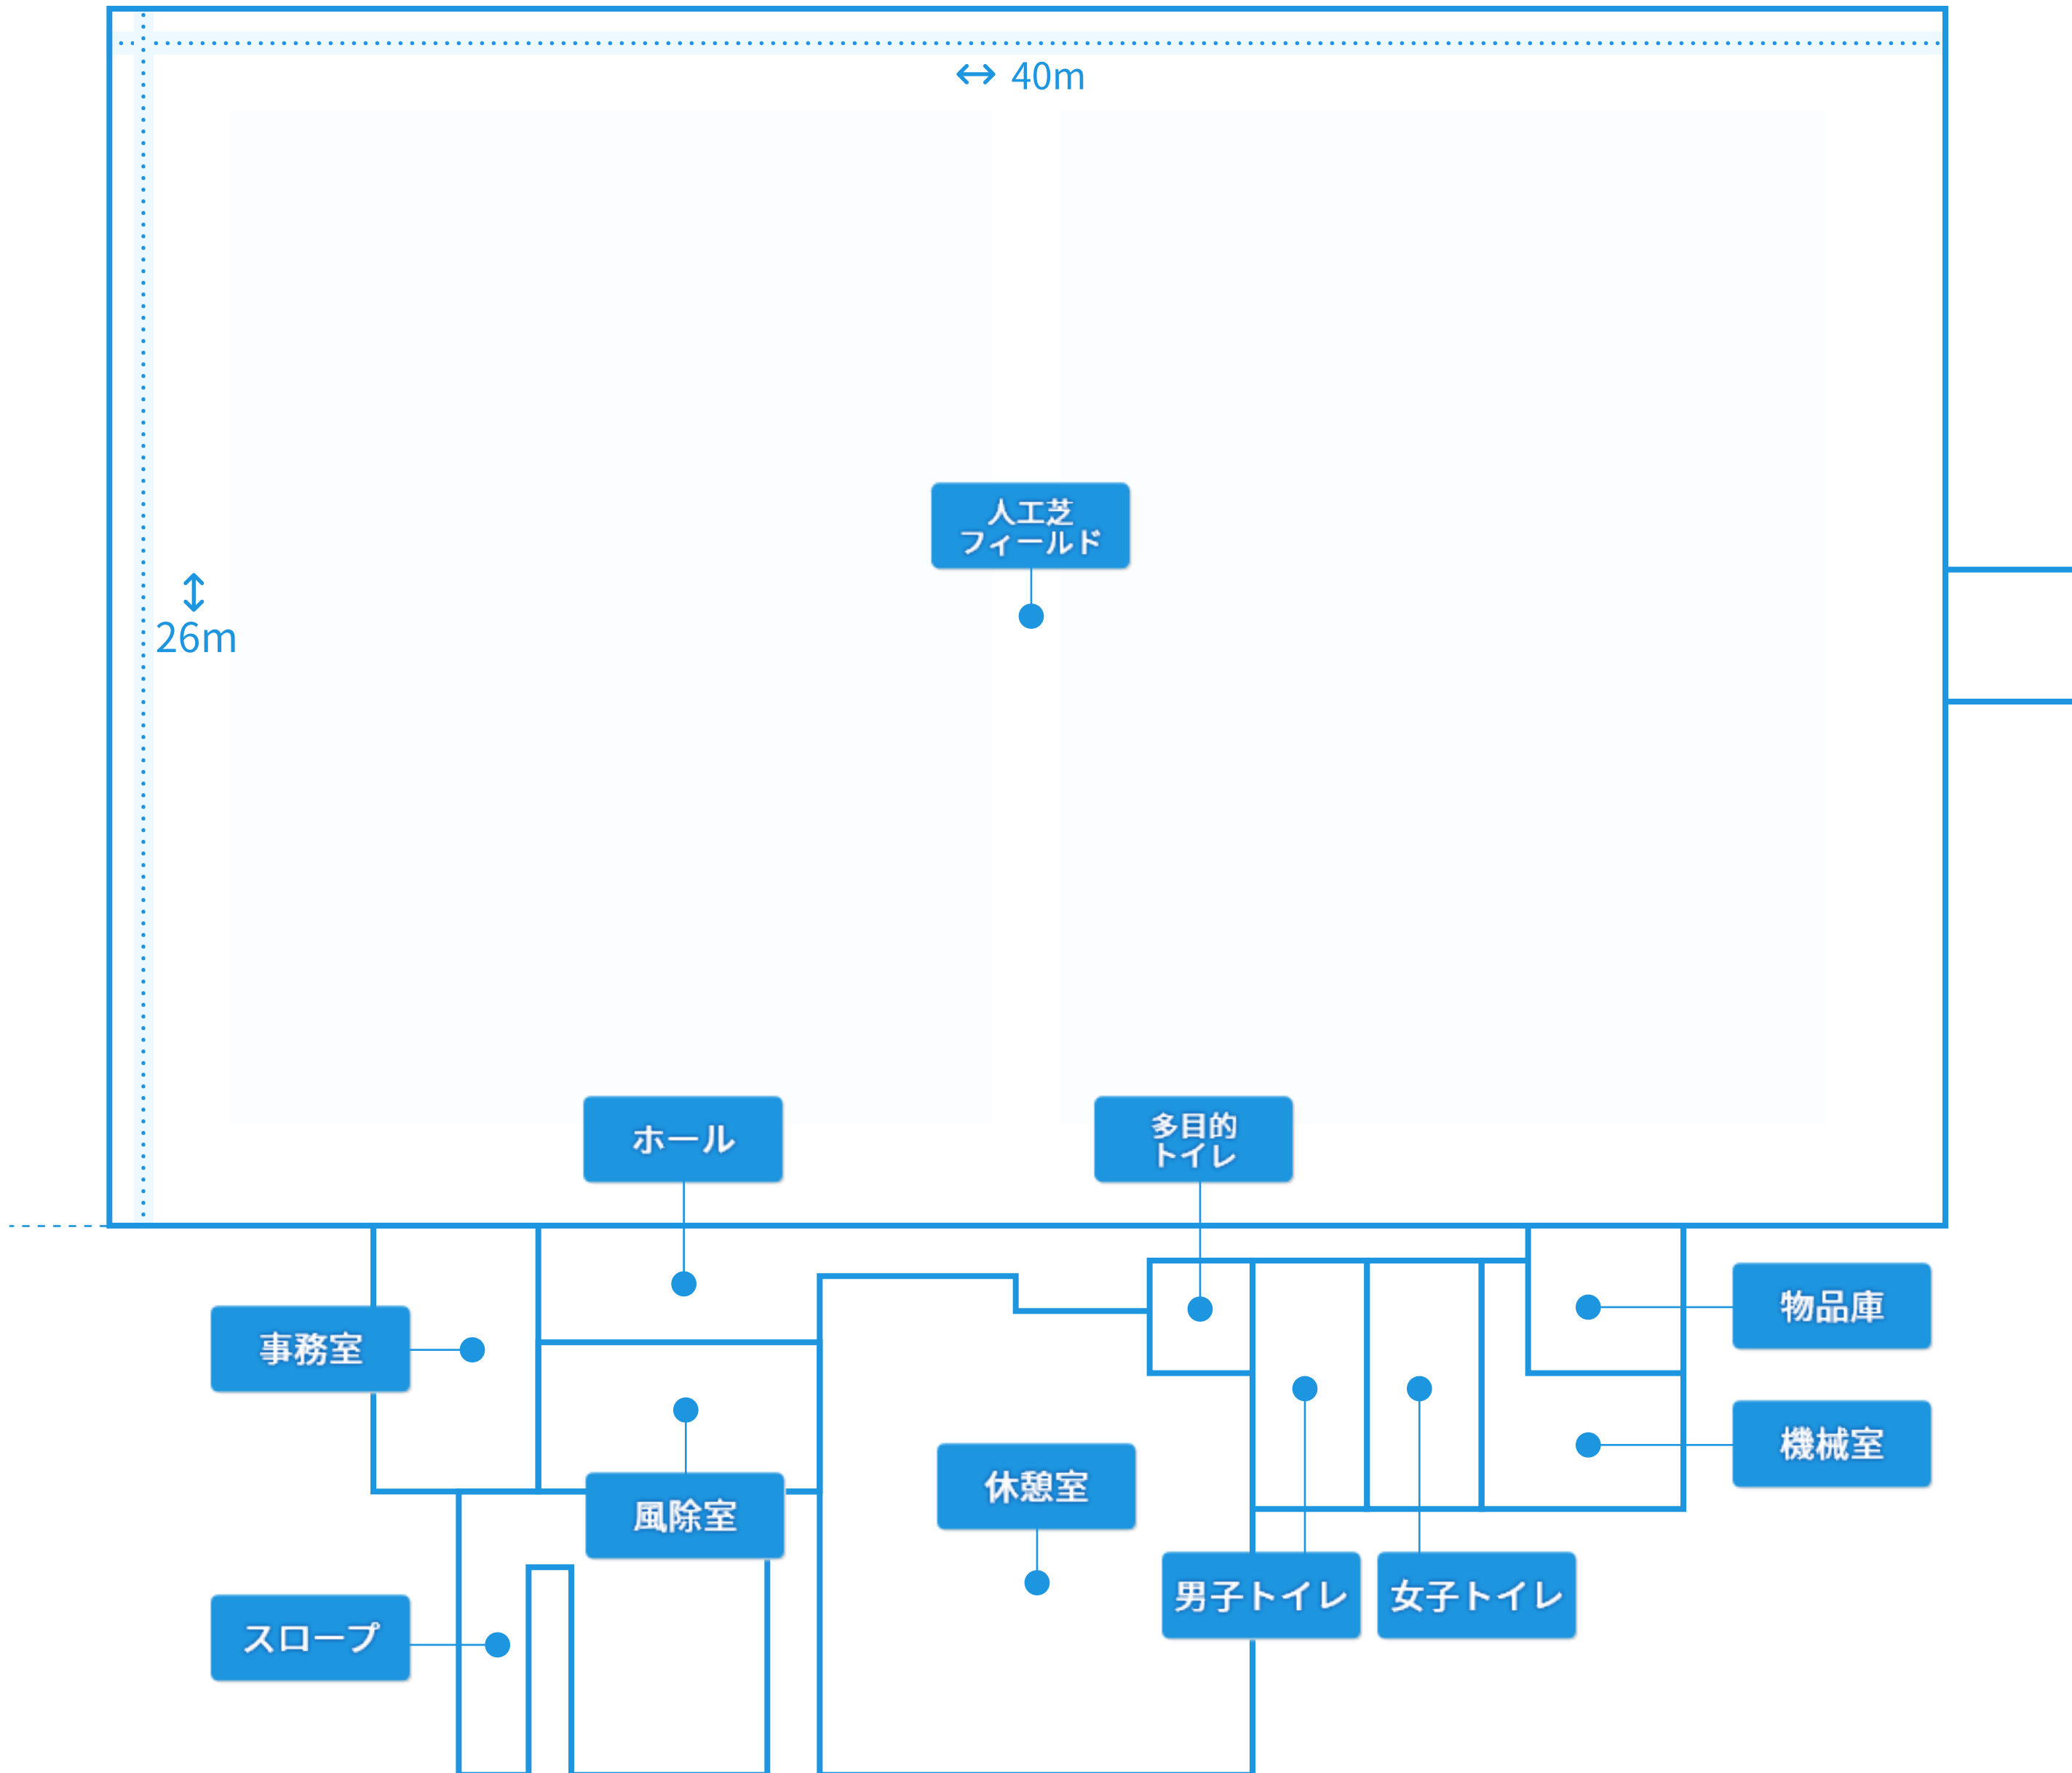 40m
人工芝
フィールド
26m
ホール
多目的
トイレ
物品庫
事務室
機械室
休憩室
風除室
男子トイレ
女子トイレ
スロープ